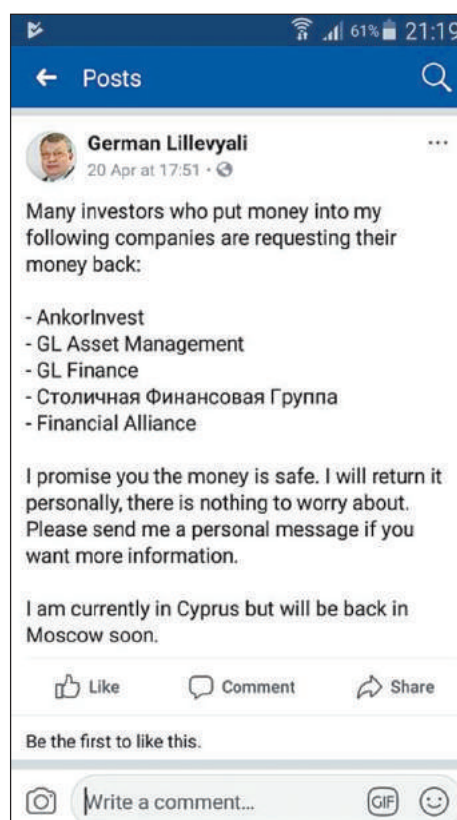 61% 21:19
Posts
German Lillevyali
20 Apr at 17:51 ·
Many investors who put money into my
following companies are requesting their
money back:
- AnkorInvest
- GL Asset Management
- GL Finance
- Столичная Финансовая Группа
- Financial Alliance
I promise you the money is safe. I will return it
personally, there is nothing to worry about.
Please send me a personal message if you
want more information.
I am currently in Cyprus but will be back in
Moscow soon.
Like Comment Share
Be the first to like this.
Write a comment... GIF